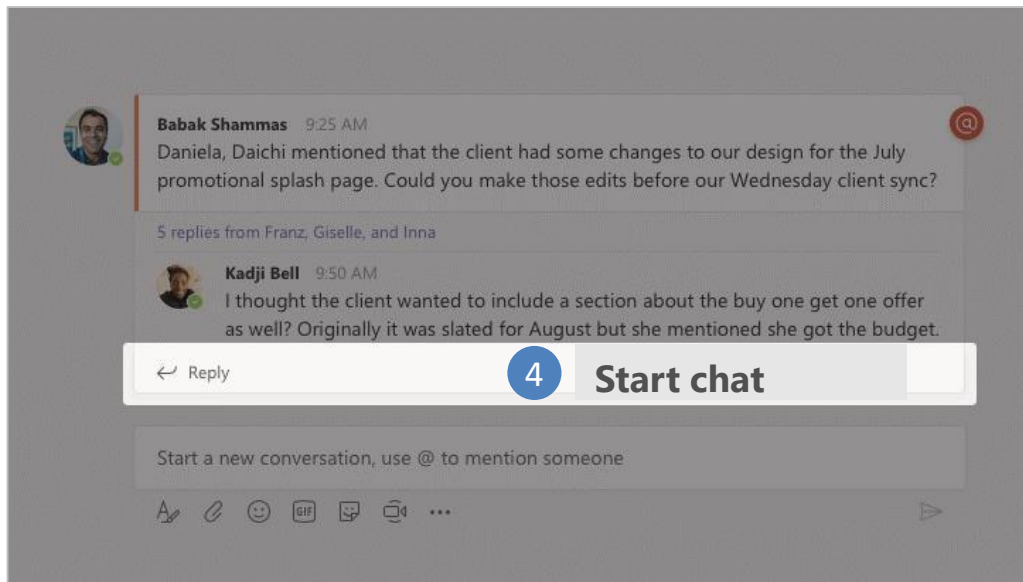 Babak Shammas 9:25 AM
Daniela, Daichi mentioned that the client had some changes to our design for the July
promotional splash page. Could you make those edits before our Wednesday client sync?
5 replies from Franz, Giselle, and Inna
Kadji Bell 9:50 AM
I thought the client wanted to include a section about the buy one get one offer
as well? Originally it was slated for August but she mentioned she got the budget.
Reply
4 Start chat
Start a new conversation, use @ to mention someone
GIF